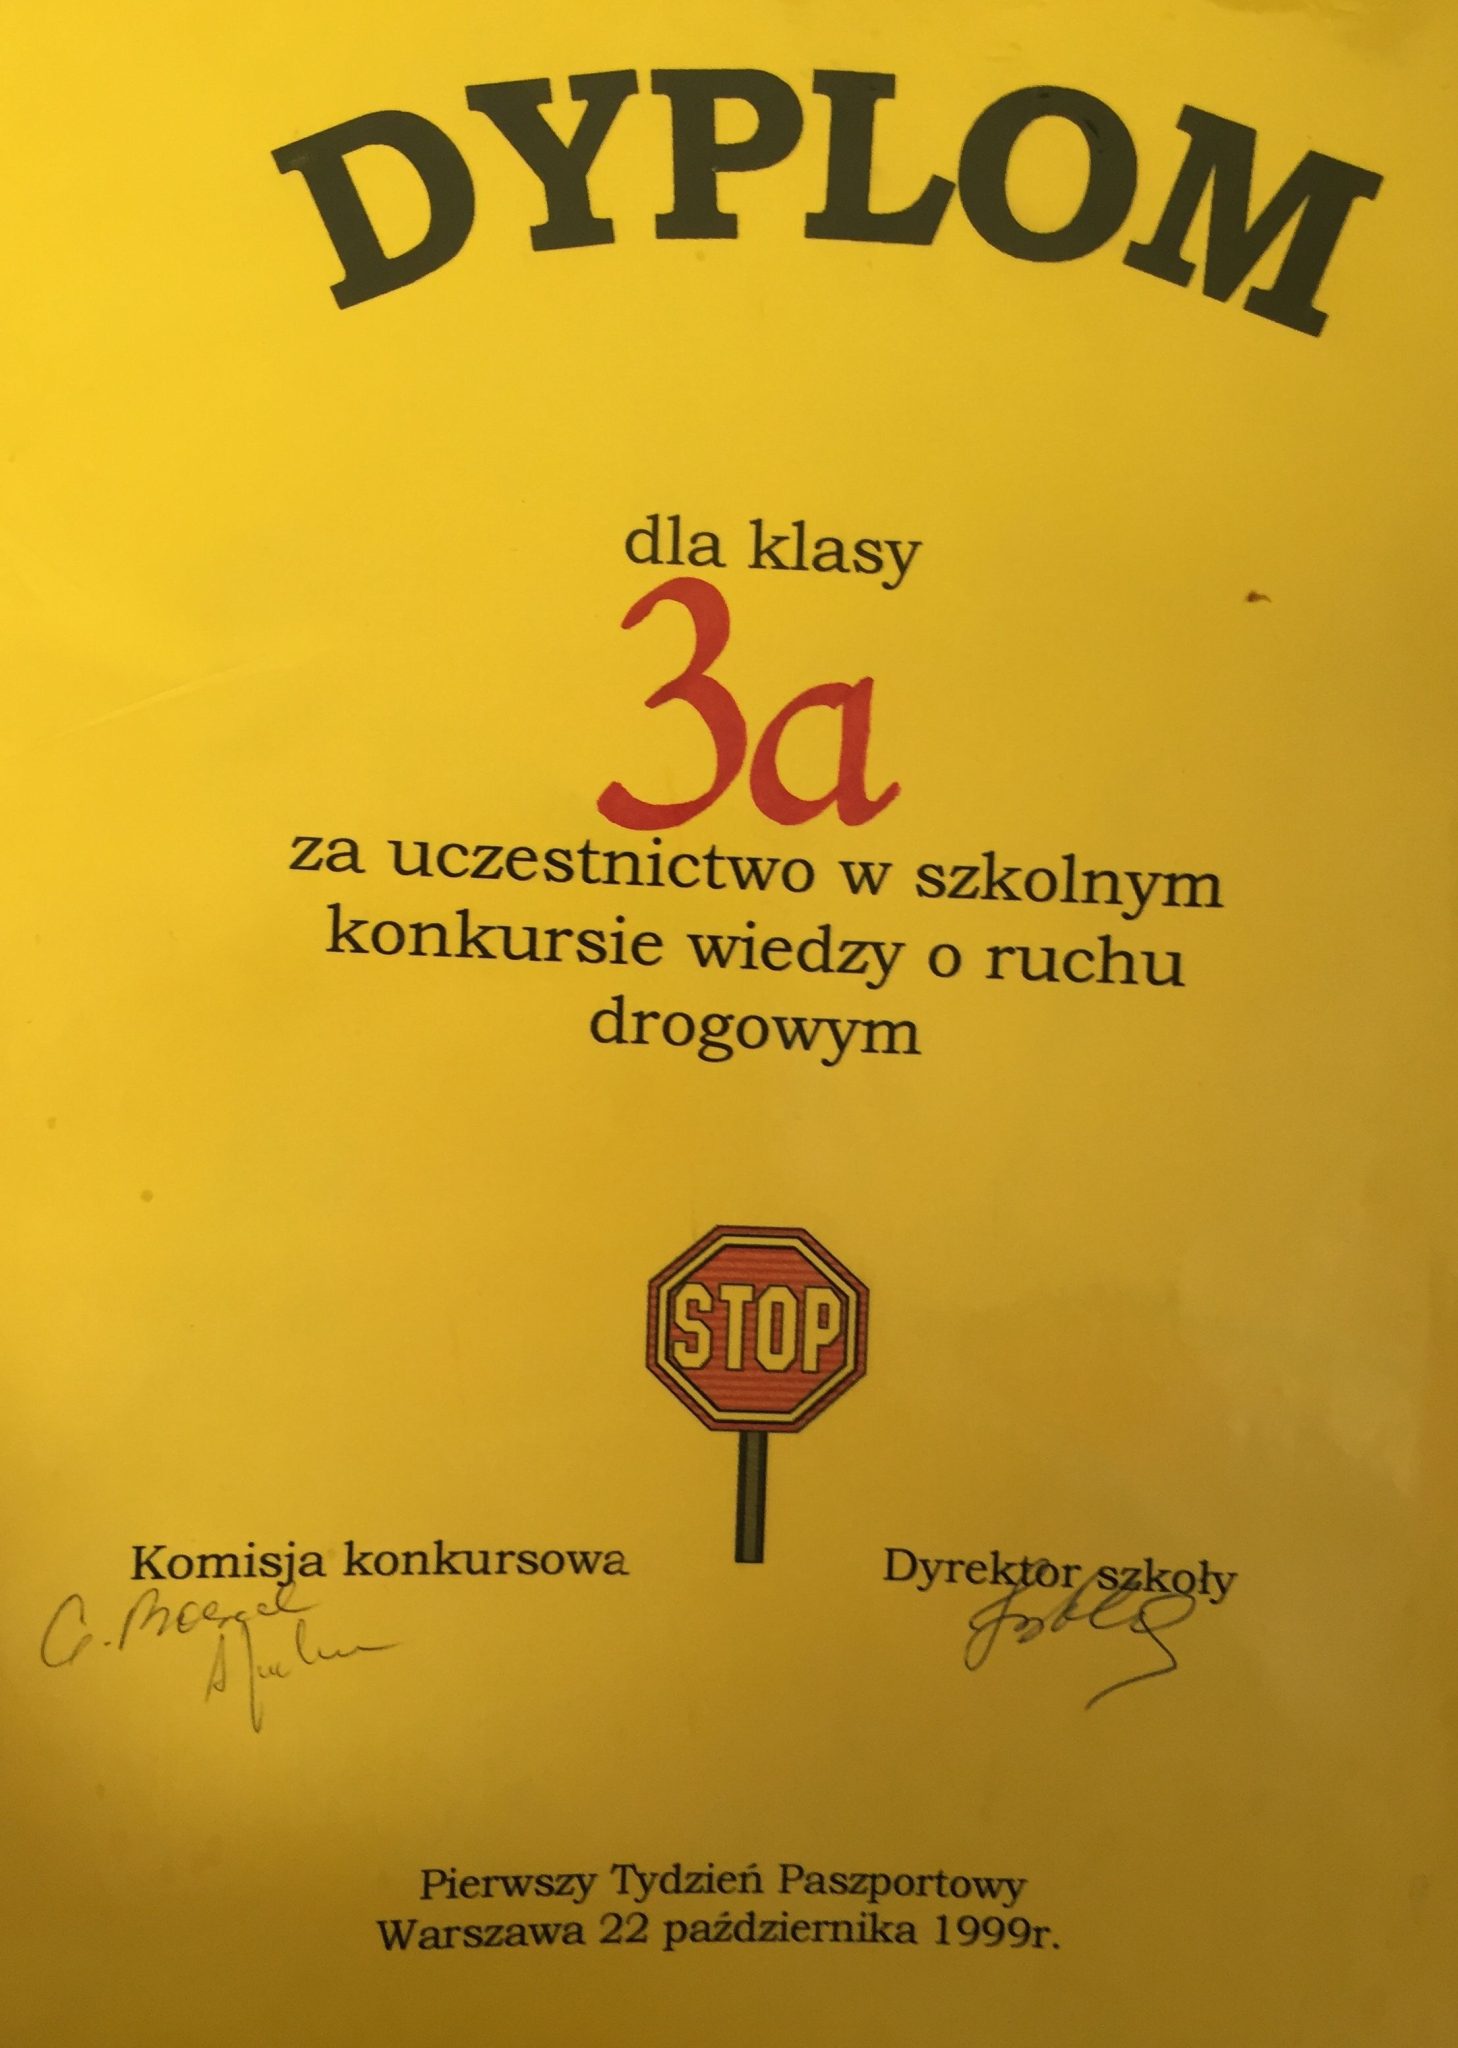 DYPLOM
dla klasy
3a
za uczestnictwo w szkolnym
konkursie wiedzy o ruchu
drogowym
STOP
Komisja konkursowa
Dyrektor szkoły
Pierwszy Tydzień Paszportowy
Warszawa 22 października 1999r.